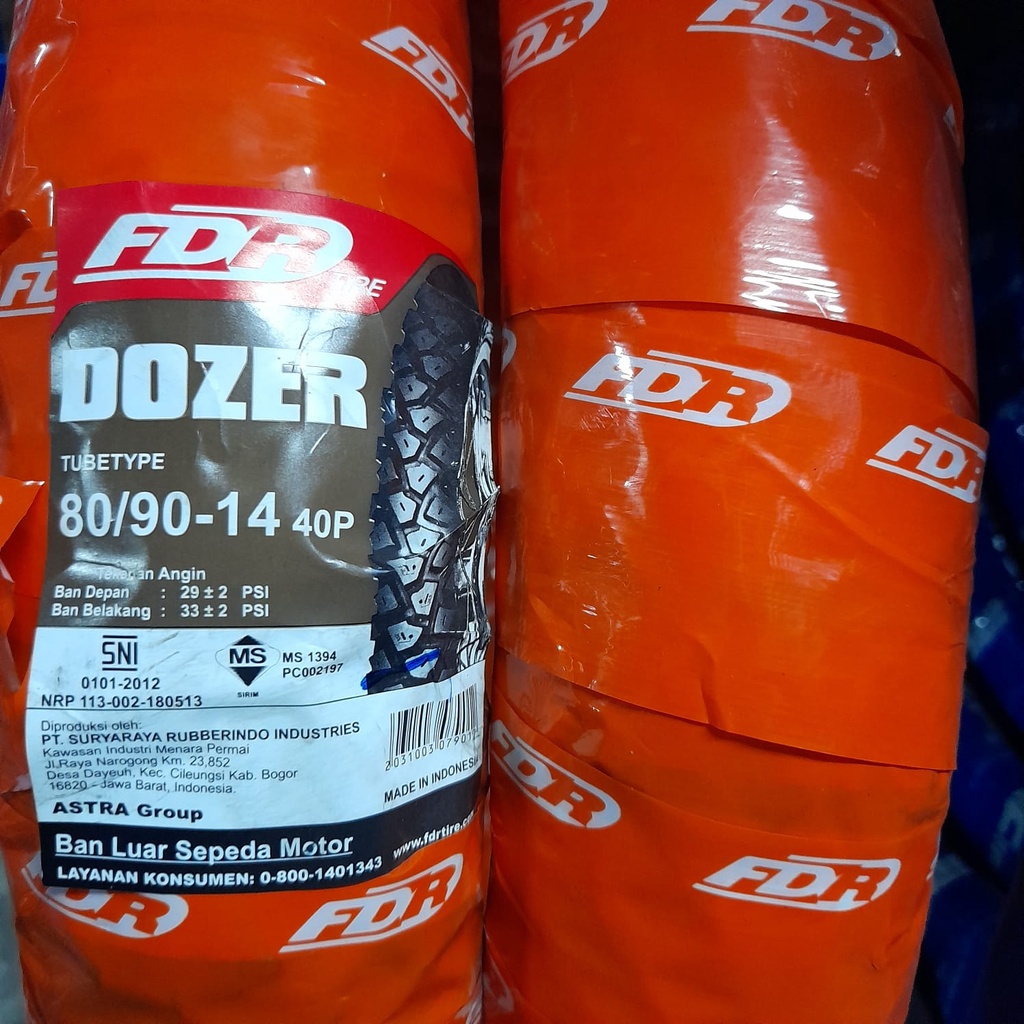 FDR
FDR
FDR
FDR TIRE
DOZER
TUBETYPE
80/90-14 40P
Tekanan Angin
Ban Depan : 29 ± 2 PSI
Ban Belakang : 33 ± 2 PSI
SNI
0101-2012
NRP 113-002-180513
MS
SIRIM
MS 1394
PC002197
Diproduksi oleh:
PT. SURYARAYA RUBBERINDO INDUSTRIES
Kawasan Industri Menara Permai
Jl.Raya Narogong Km. 23,852
Desa Dayeuh, Kec. Cileungsi Kab. Bogor
16820 - Jawa Barat, Indonesia.
ASTRA Group
MADE IN INDONESIA
Ban Luar Sepeda Motor
LAYANAN KONSUMEN: 0-800-1401343
FDR
FDR
FDR
FDR
FDR
FDR